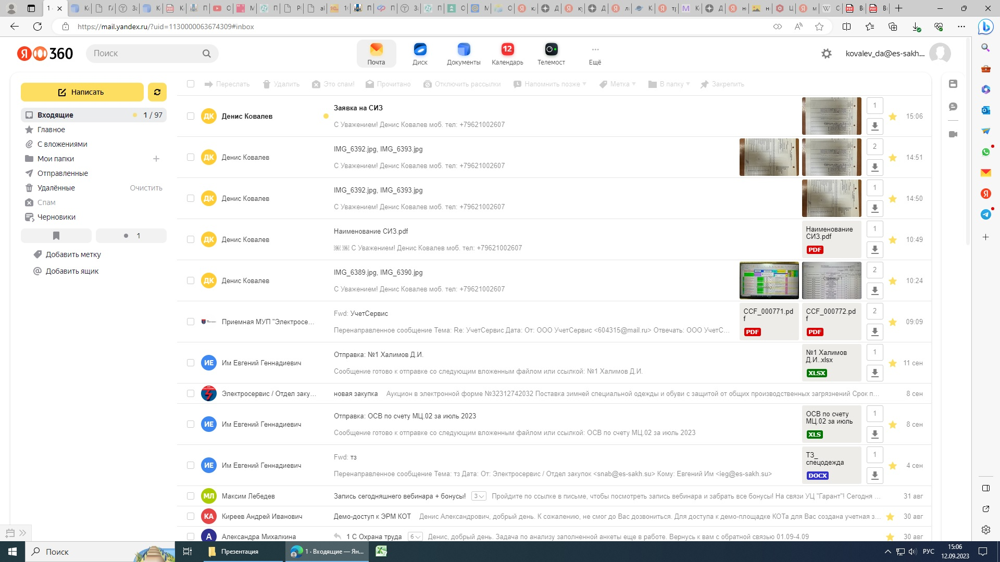 https://mail.yandex.ru/?uid=1130000063674309#inbox
360
Поиск
Почта
Диск
Документы
12
Календарь
Телемост
Ещё
kovalev_da@es-sakh...
Написать
Входящие 1 / 97
Главное
С вложениями
Мои папки
Отправленные
Удалённые Очистить
Спам
Черновики
1
Добавить метку
Добавить ящик
Переслать Удалить Это спам! Прочитано Отключить рассылки Напомнить позже Метка В папку Закрепить
ДК Денис Ковалев Заявка на СИЗ 1 15:06
С Уважением! Денис Ковалев моб. тел: +79621002607
ДК Денис Ковалев IMG_6392.jpg, IMG_6393.jpg 2 14:51
С Уважением! Денис Ковалев моб. тел: +79621002607
ДК Денис Ковалев IMG_6392.jpg, IMG_6393.jpg 1 14:50
С Уважением! Денис Ковалев моб. тел: +79621002607
ДК Денис Ковалев Наименование СИЗ.pdf 1 10:49
С Уважением! Денис Ковалев моб. тел: +79621002607
Наименование
СИЗ.pdf
PDF
ДК Денис Ковалев IMG_6389.jpg, IMG_6390.jpg 2 10:24
С Уважением! Денис Ковалев моб. тел: +79621002607
Страница 1
Приемная МУП "Электросе... Fwd: УчетСервис 2 09:09
Перенаправленное сообщение Тема: Re: УчетСервис Дата: От: ООО УчетСервис <604315@mail.ru> Отвечать: ООО УчетС...
CCF_000771.pd
f
PDF
CCF_000772.pd
f
PDF
ИЕ Им Евгений Геннадиевич Отправка: №1 Халимов Д.И. 1 11 сен
Сообщение готово к отправке со следующим вложенным файлом или ссылкой: №1 Халимов Д.И.
№1 Халимов
Д.И..xlsx
XLSX
Электросервис / Отдел заку... новая закупка Аукцион в электронной форме №32312742032 Поставка зимней специальной одежды и обуви с защитой от общих производственных загрязнений Срок п... 8 сен
ИЕ Им Евгений Геннадиевич Отправка: ОСВ по счету МЦ.02 за июль 2023 1 8 сен
Сообщение готово к отправке со следующим вложенным файлом или ссылкой: ОСВ по счету МЦ.02 за июль 2023
ОСВ по счету
МЦ.02 за июль
XLS
ИЕ Им Евгений Геннадиевич Fwd: тз 1 4 сен
Перенаправленное сообщение Тема: тз Дата: От: Электросервис / Отдел закупок <snab@es-sakh.su> Кому: Евгений Им <ieg@es-sakh.su>
ТЗ_
спецодежда
DOCX
МЛ Максим Лебедев Запись сегодняшнего вебинара + бонусы! 3 Пройдите по ссылке в письме, чтобы посмотреть запись вебинара и забрать все бонусы! На связи УЦ "Гарант"! Сегодня ... 31 авг
КА Киреев Андрей Иванович Демо-доступ к ЭРМ КОТ Денис Александрович, добрый день. К сожалению, не смог до Вас дозвониться. Для доступа к демо-площадке КОТа для Вас создана учетная з... 30 авг
А Александра Михалкина 1 С Охрана труда 6 Денис, добрый день. Задача по анализу заполненной анкеты еще в работе. Вернусь к вам с обратной связью 01.09-4.09 30 авг
Поиск
Презентация
1 · Входящие — Ян...
РУС
15:06
12.09.2023